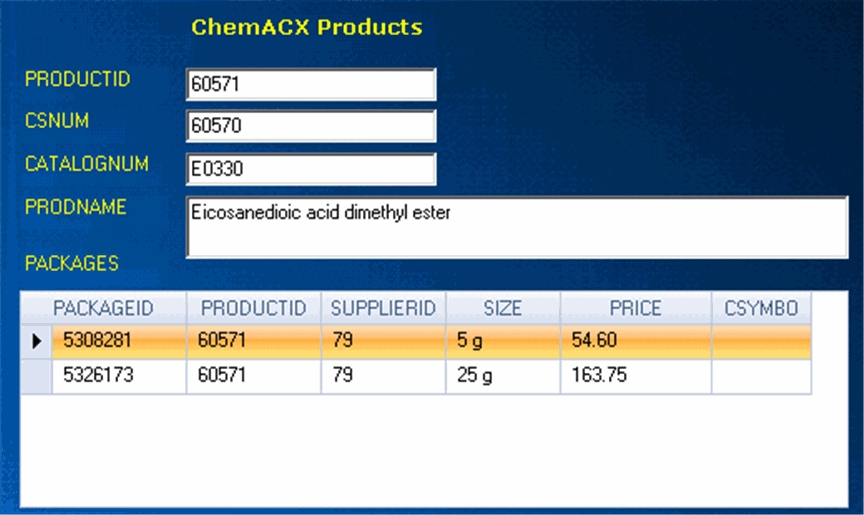 ChemACX Products
PRODUCTID 60571
CSNUM 60570
CATALOGNUM E0330
PRODNAME Eicosanedioic acid dimethyl ester
PACKAGES
PACKAGEID PRODUCTID SUPPLIERID SIZE PRICE CSYMBO
5308281 60571 79 5 g 54.60
5326173 60571 79 25 g 163.75